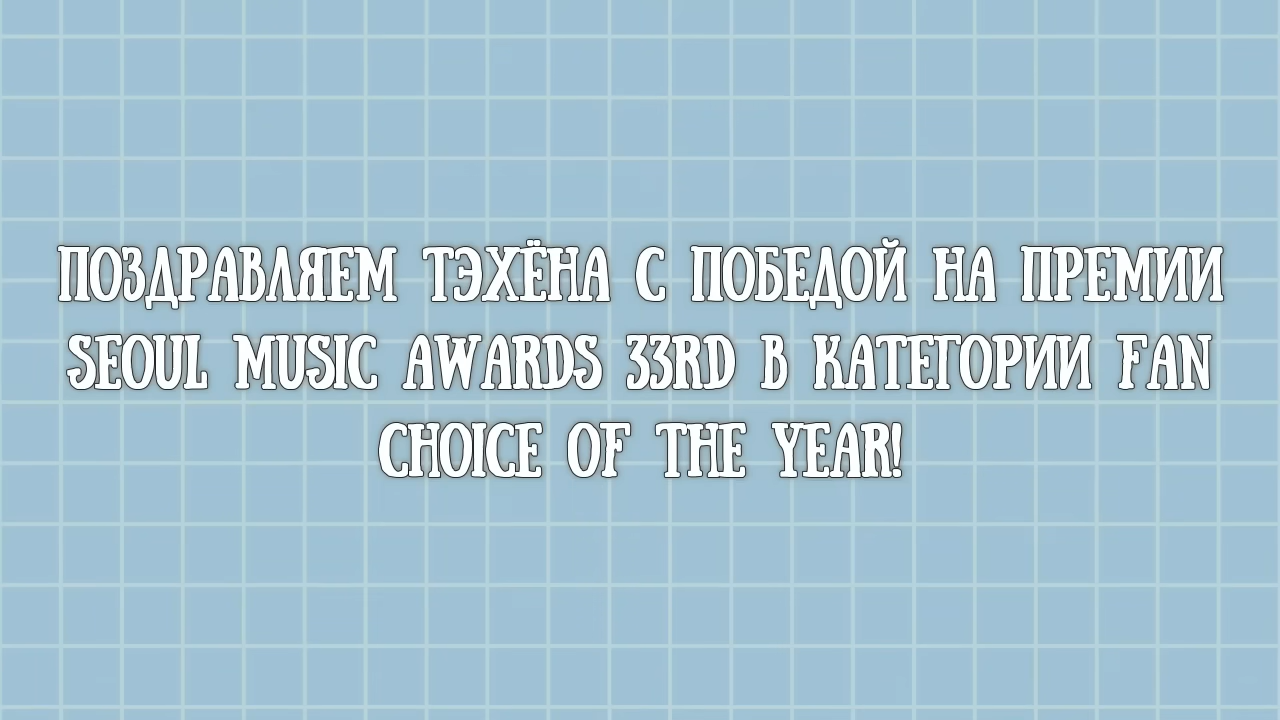 ПОЗДРАВЛЯЕМ ТЭХЁНА С ПОБЕДОЙ НА ПРЕМИИ
SEOUL MUSIC AWARDS 33RD В КАТЕГОРИИ FAN
CHOICE OF THE YEAR!